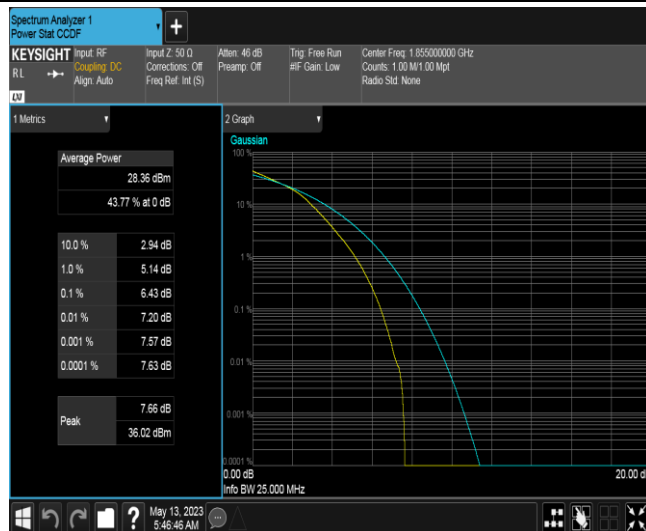 Spectrum Analyzer 1
Power Stat CCDF
+
KEYSIGHT
RL
Input: RF
Coupling: DC
Align: Auto
Input Z: 50 Ω
Corrections: Off
Freq Ref: Int (S)
Atten: 46 dB
Preamp: Off
Trig: Free Run
#IF Gain: Low
Center Freq: 1.855000000 GHz
Counts: 1.00 M/1.00 Mpt
Radio Std: None
1 Metrics
Average Power
28.36 dBm
43.77 % at 0 dB
10.0 % 2.94 dB
1.0 % 5.14 dB
0.1 % 6.43 dB
0.01 % 7.20 dB
0.001 % 7.57 dB
0.0001 % 7.63 dB
Peak
7.66 dB
36.02 dBm
2 Graph
Gaussian
100 %
10 %
1 %
0.1 %
0.01 %
0.001 %
0.0001 %
0.00 dB
20.00 d
Info BW 25.000 MHz
?
May 13, 2023
5:46:46 AM